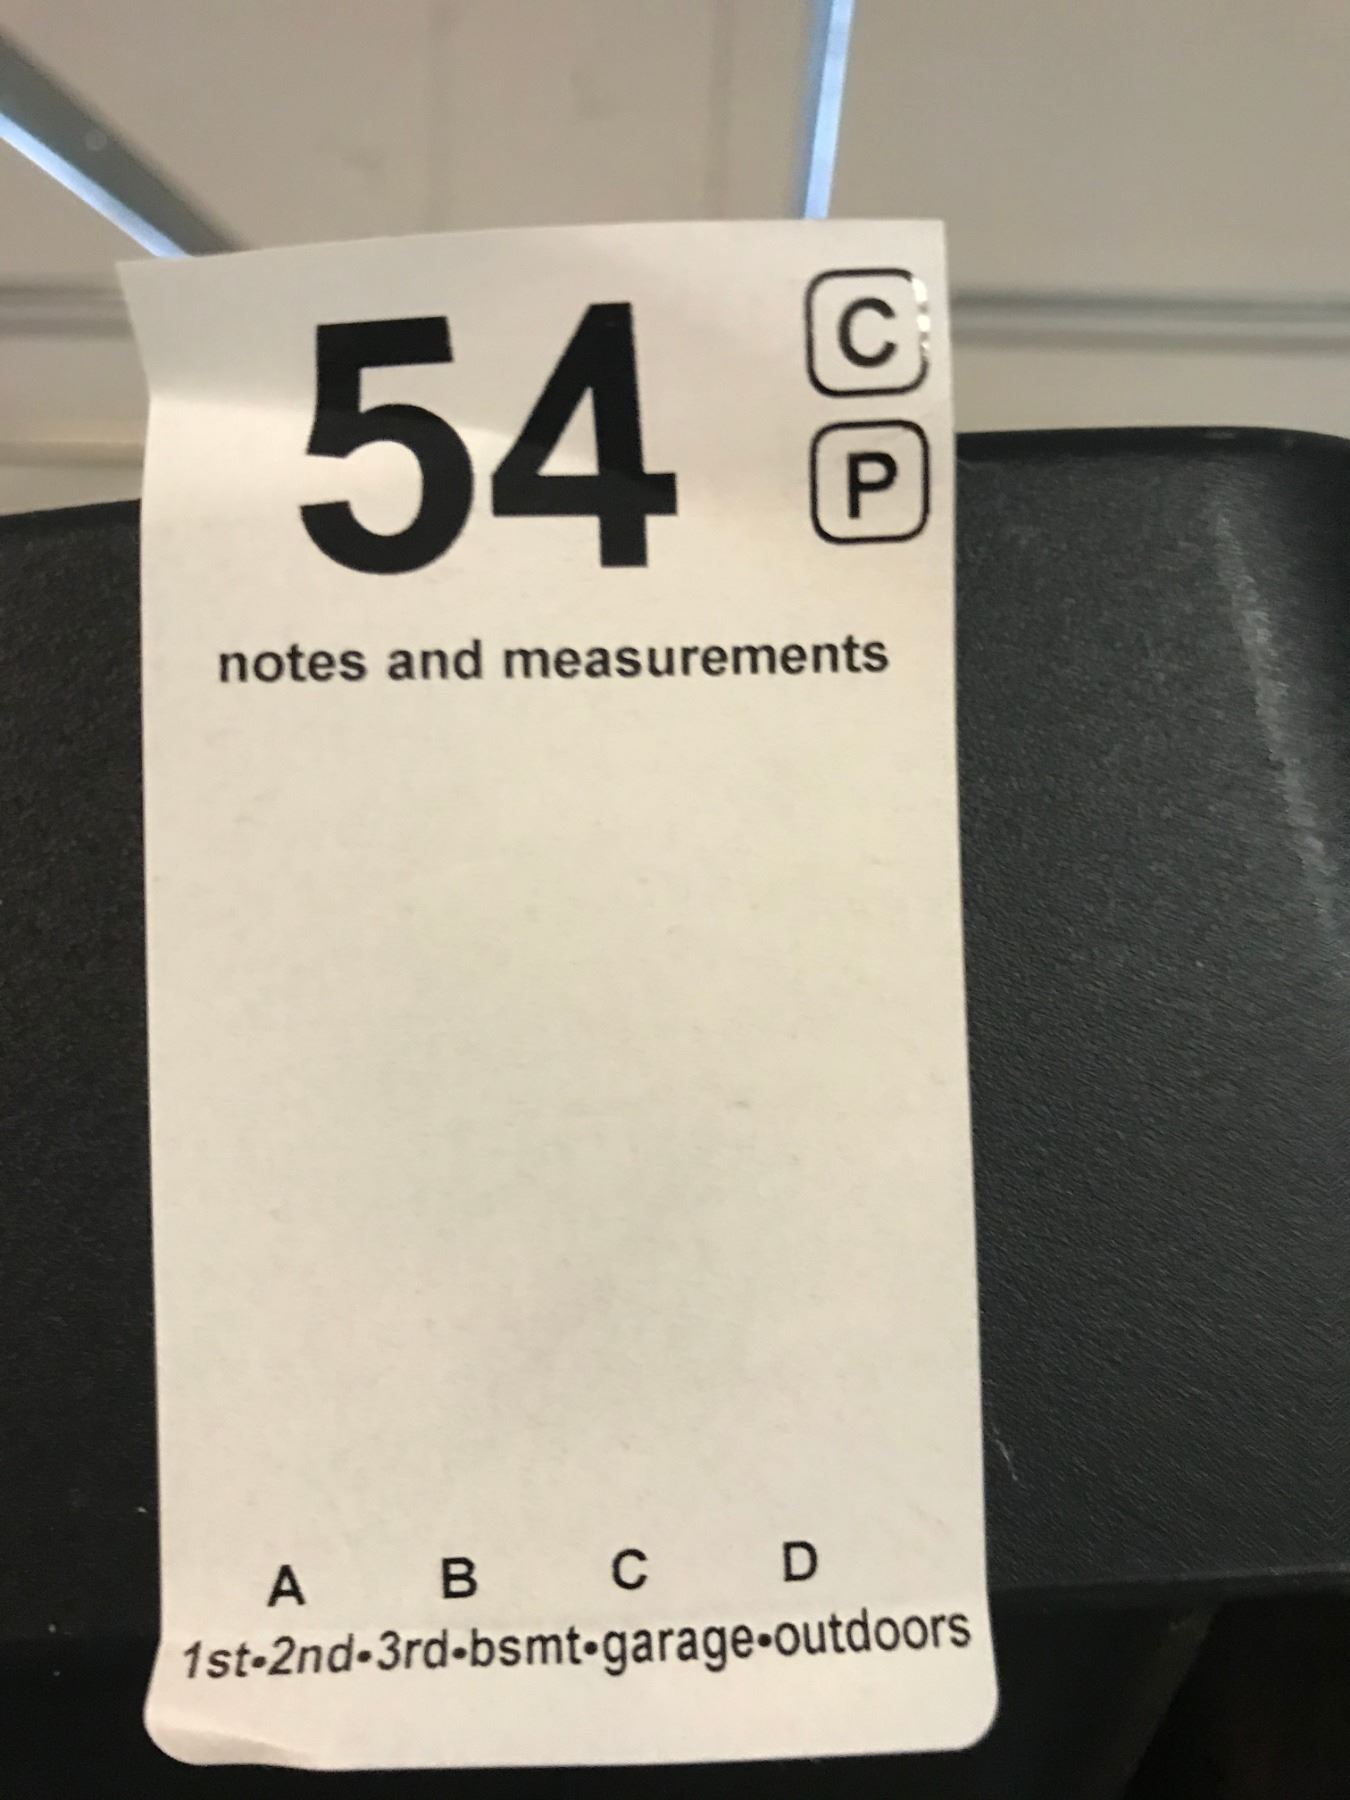 54 C
P
notes and measurements
A B C D
1st•2nd•3rd•bsmt•garage•outdoors